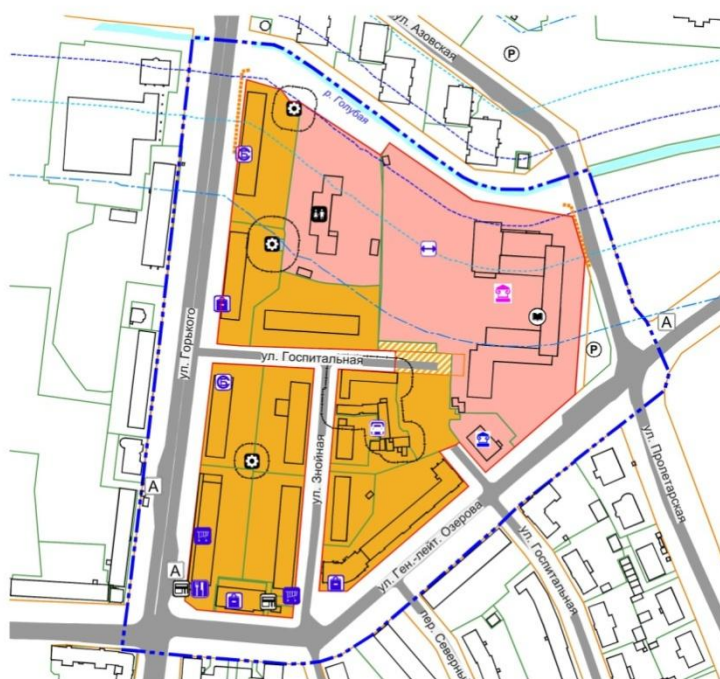 ул. Азовская
Р
р. Голубая
А
ул. Горького
ул. Госпитальная
Р
ул. Знойная
ул. Пролетарская
А
ул. Ген.-лейт. Озерова
ул. Госпитальная
А
пер. Северны